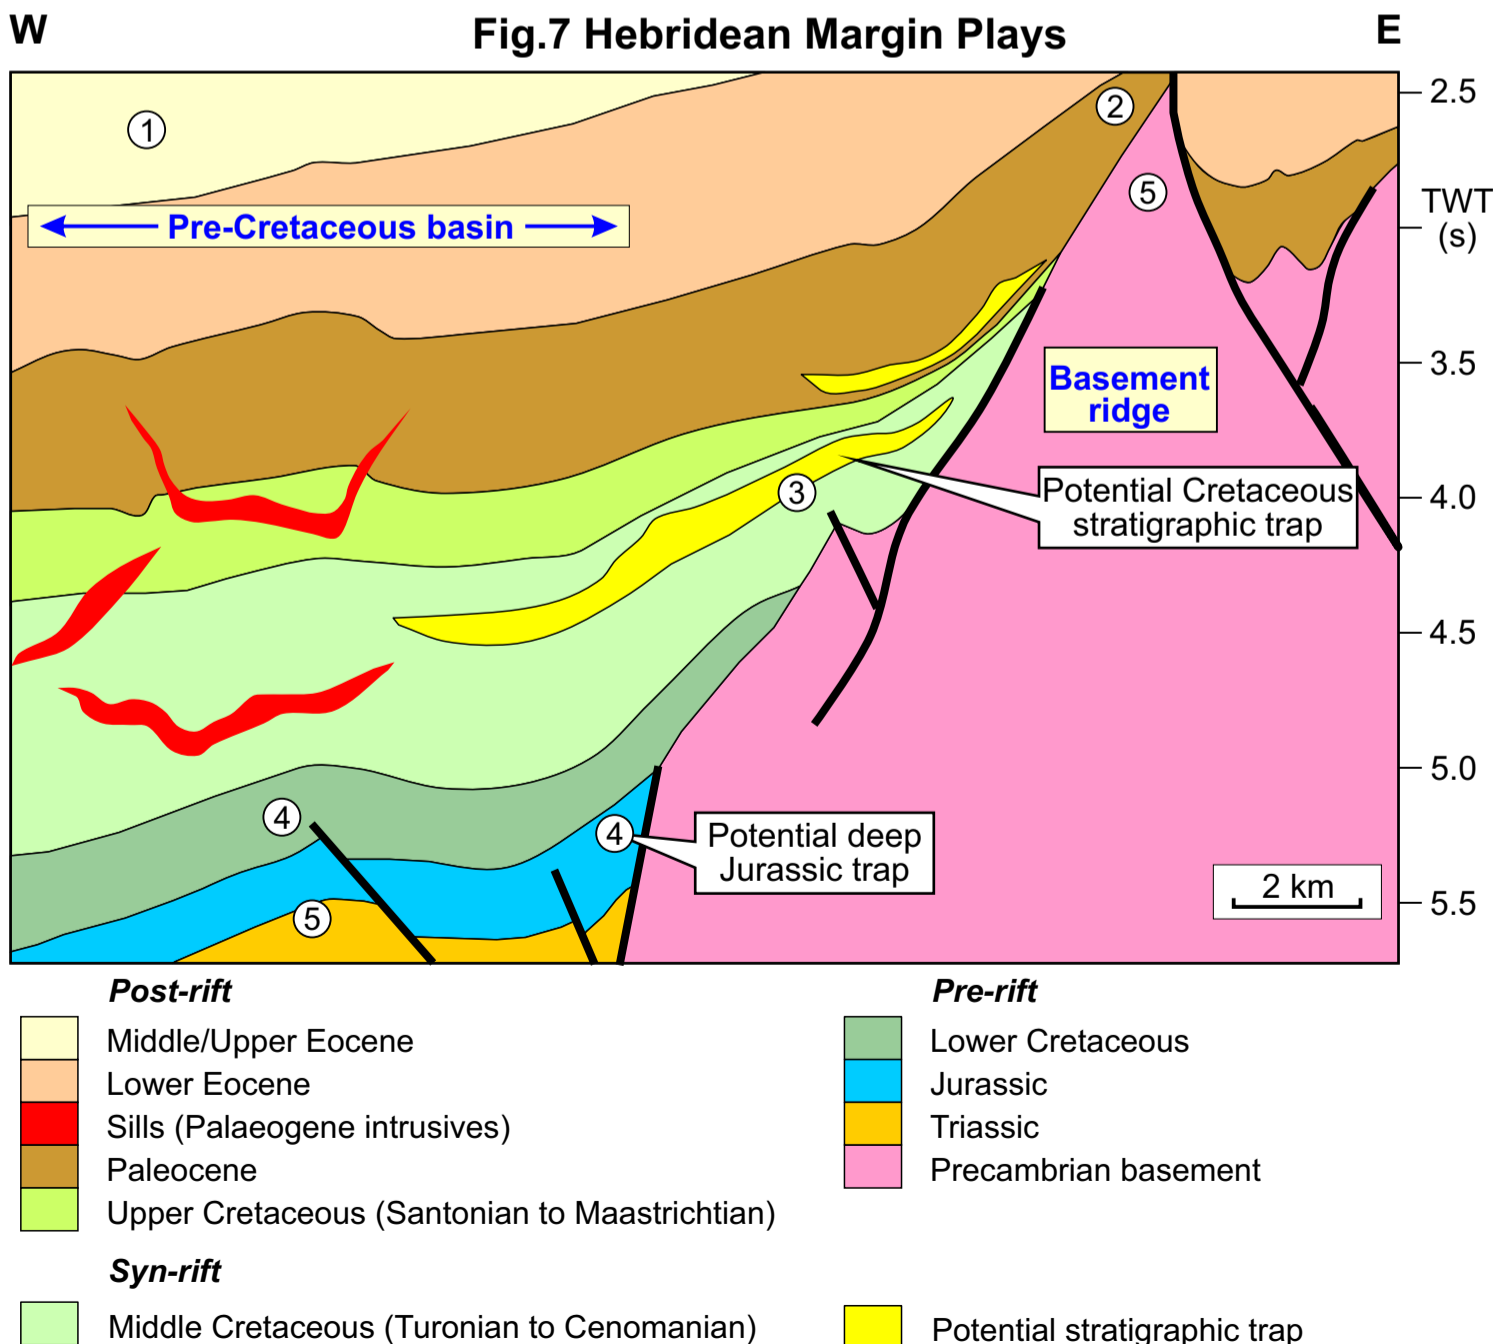 W
Fig.7 Hebridean Margin Plays
E
1
2
2.5
5
TWT
(s)
Pre-Cretaceous basin
3.5
Basement
ridge
3
Potential Cretaceous
stratigraphic trap
4.0
4.5
5.0
4
4
Potential deep
Jurassic trap
5
2 km
5.5
Post-rift
Middle/Upper Eocene
Lower Eocene
Sills (Palaeogene intrusives)
Paleocene
Upper Cretaceous (Santonian to Maastrichtian)
Syn-rift
Middle Cretaceous (Turonian to Cenomanian)
Pre-rift
Lower Cretaceous
Jurassic
Triassic
Precambrian basement
Potential stratigraphic trap